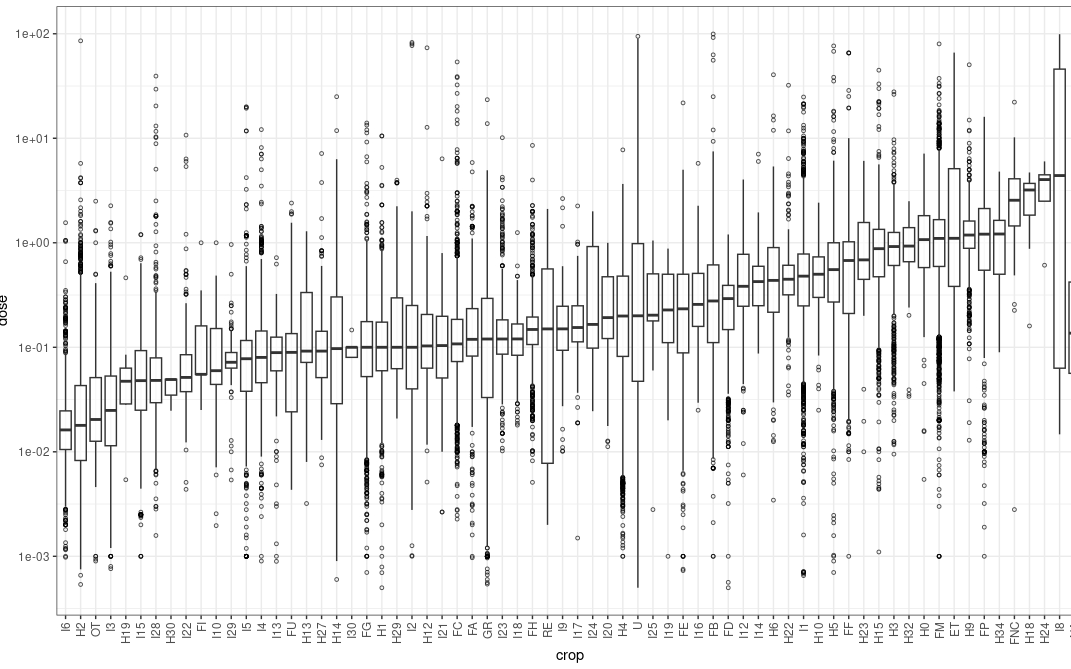 1e+02
1e+01
1e+00
1e-01
1e-02
1e-03
dose
I6 H2 OT I3 H19 I15 I28 H30 I22 FI I10 I29 I5 I4 I13 FU H13 H27 H14 I30 FG H1 H29 I2 H12 I21 FC FA GR I23 I18 FH RE I9 I17 I24 I20 H4 U I25 I19 FE I16 FB FD I12 I14 H6 H22 I1 H10 H5 FF H23 H15 H3 H32 H0 FM ET H9 FP H34 FNC H18 H24 I8
crop